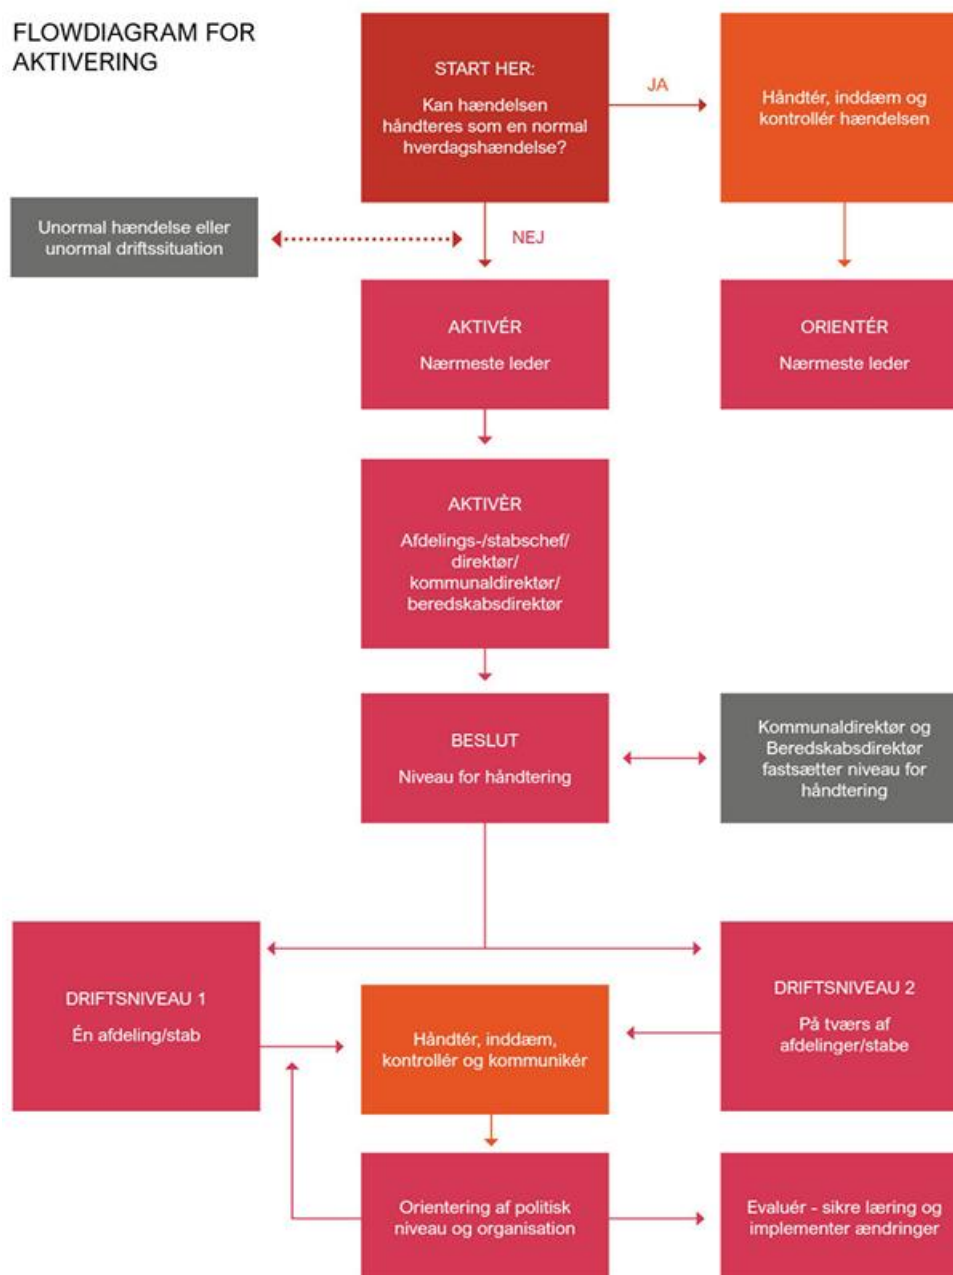 FLOWDIAGRAM FOR
AKTIVERING
START HER:
Kan hændelsen
håndteres som en normal
hverdagshændelse?
JA
Håndtér, inddæm og
kontrollér hændelsen
Unormal hændelse eller
unormal driftssituation
NEJ
AKTIVÉR
Nærmeste leder
ORIENTÉR
Nærmeste leder
AKTIVÈR
Afdelings-/stabschef/
direktør/
kommunaldirektør/
beredskabsdirektør
BESLUT
Niveau for håndtering
Kommunaldirektør og
Beredskabsdirektør
fastsætter niveau for
håndtering
DRIFTSNIVEAU 1
Én afdeling/stab
Håndtér, inddæm,
kontrollér og kommunikér
DRIFTSNIVEAU 2
På tværs af
afdelinger/stabe
Orientering af politisk
niveau og organisation
Evaluér - sikre læring og
implementer ændringer